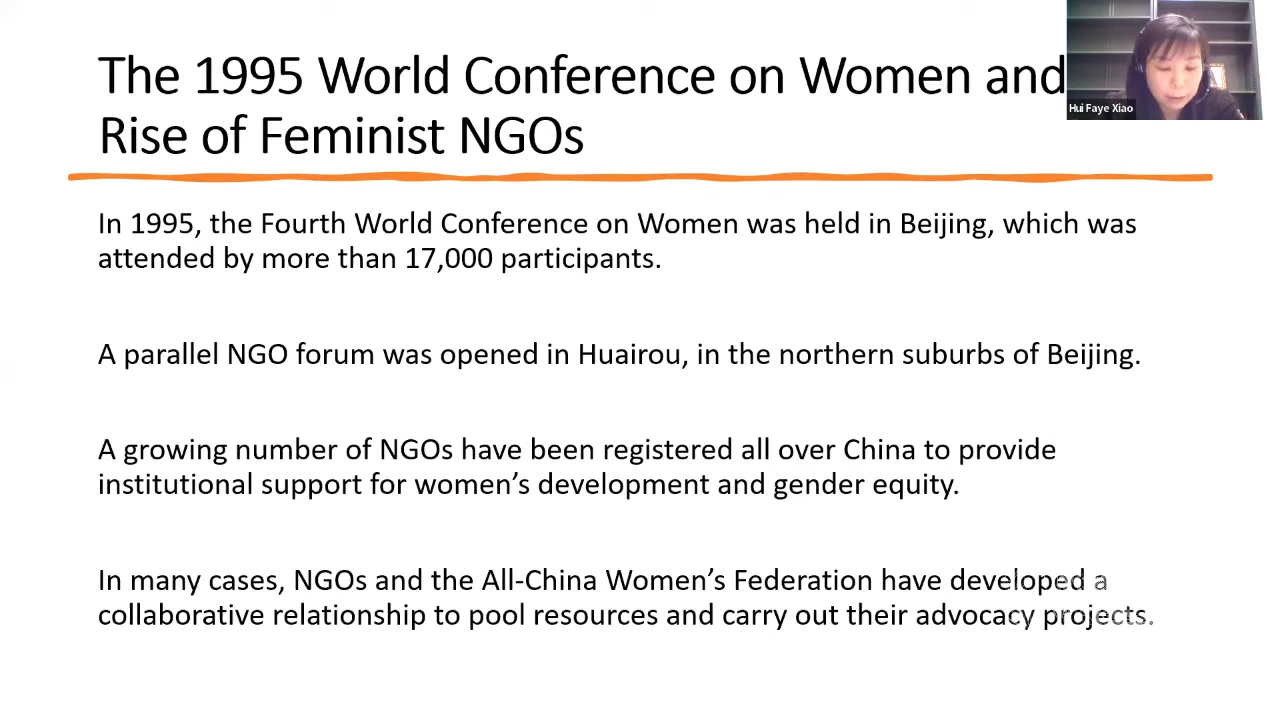 The 1995 World Conference on Women and
Rise of Feminist NGOs
Hui Faye Xiao
In 1995, the Fourth World Conference on Women was held in Beijing, which was
attended by more than 17,000 participants.
A parallel NGO forum was opened in Huairou, in the northern suburbs of Beijing.
A growing number of NGOs have been registered all over China to provide
institutional support for women’s development and gender equity.
In many cases, NGOs and the All-China Women’s Federation have developed a
collaborative relationship to pool resources and carry out their advocacy projects.